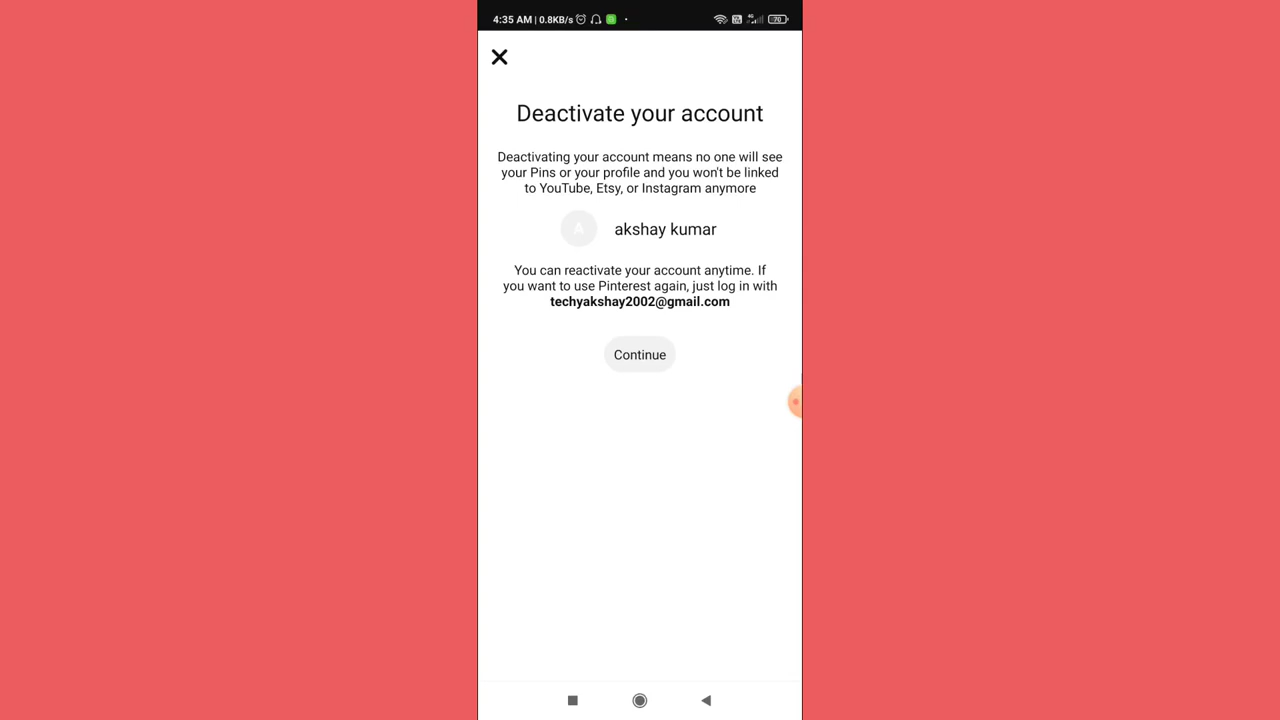 4:35 AM | 0.8KB/s
70
Deactivate your account
Deactivating your account means no one will see
your Pins or your profile and you won't be linked
to YouTube, Etsy, or Instagram anymore
A
akshay kumar
You can reactivate your account anytime. If
you want to use Pinterest again, just log in with
techyakshay2002@gmail.com
Continue